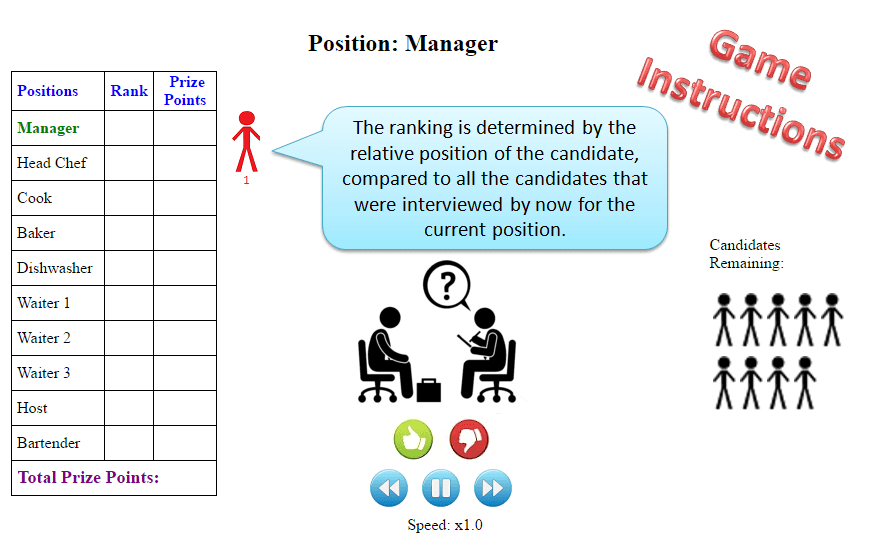 Position: Manager
Game
Instructions
Positions Rank Prize
Points
Manager
Head Chef
Cook
Baker
Dishwasher
Waiter 1
Waiter 2
Waiter 3
Host
Bartender
Total Prize Points:
1
The ranking is determined by the
relative position of the candidate,
compared to all the candidates that
were interviewed by now for the
current position.
?
Candidates
Remaining:
Speed: x1.0